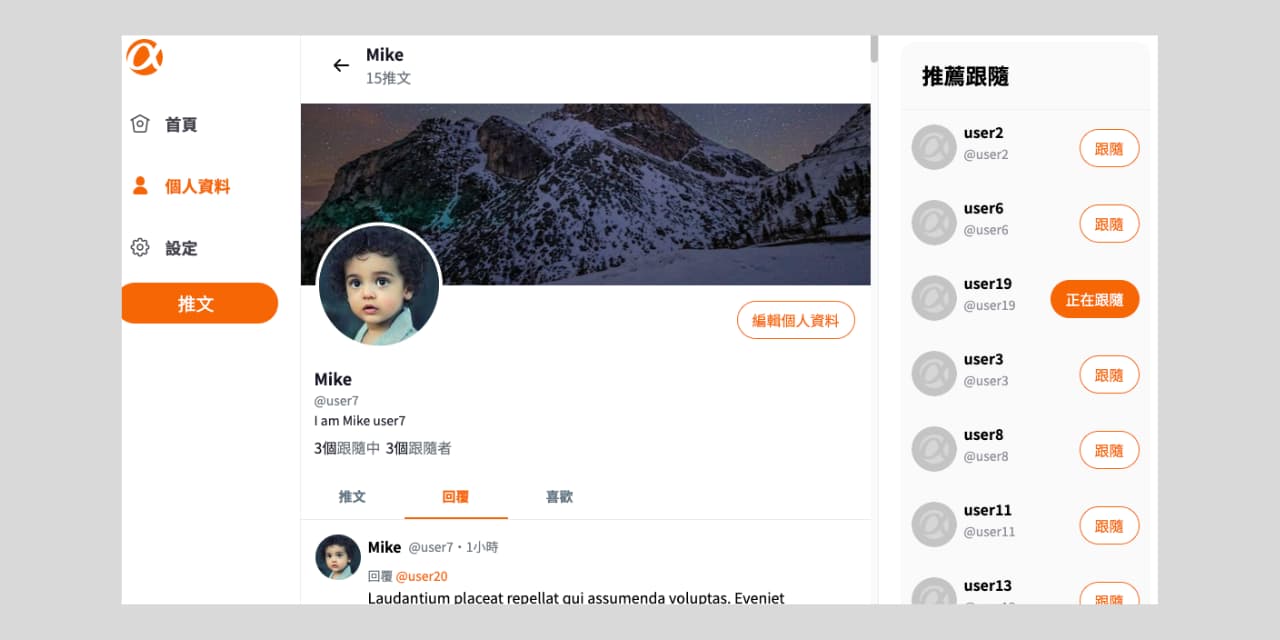 首頁
個人資料
設定
推文
Mike
15推文
編輯個人資料
Mike
@user7
I am Mike user7
3個跟隨中 3個跟隨者
推文 回覆 喜歡
Mike @user7・1小時
回覆 @user20
Laudantium placeat repellat qui assumenda voluptas. Eveniet
推薦跟隨
user2
@user2
跟隨
user6
@user6
跟隨
user19
@user19
正在跟隨
user3
@user3
跟隨
user8
@user8
跟隨
user11
@user11
跟隨
user13
跟隨